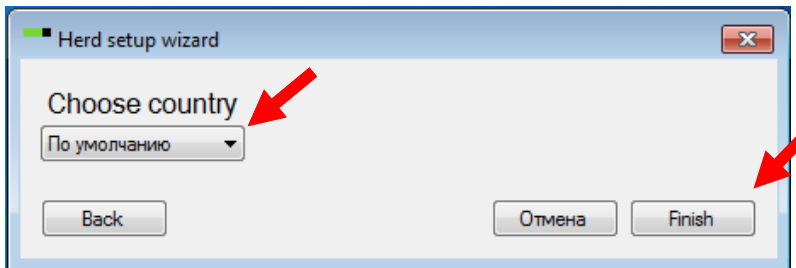 Herd setup wizard
Choose country
По умолчанию
Back
Отмена
Finish